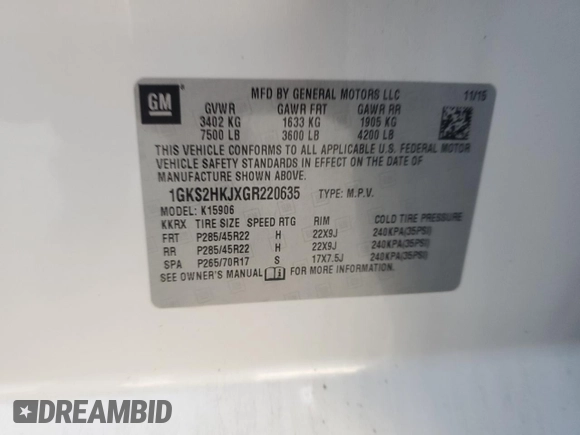 GM
MFD BY GENERAL MOTORS LLC 11/15
GVWR GAWR FRT GAWR RR
3402 KG 1633 KG 1905 KG
7500 LB 3600 LB 4200 LB
THIS VEHICLE CONFORMS TO ALL APPLICABLE U.S. FEDERAL MOTOR
VEHICLE SAFETY STANDARDS IN EFFECT ON THE DATE OF
MANUFACTURE SHOWN ABOVE.
1GKS2HKJXGR220635 TYPE: M.P.V.
MODEL: K15906
KKRX TIRE SIZE SPEED RTG RIM COLD TIRE PRESSURE
FRT P285/45R22 H 22X9J 240KPA(35PSI)
RR P285/45R22 H 22X9J 240KPA(35PSI)
SPA P265/70R17 S 17X7.5J 240KPA(35PSI)
SEE OWNER'S MANUAL FOR MORE INFORMATION.
DREAMBID DREAMBID